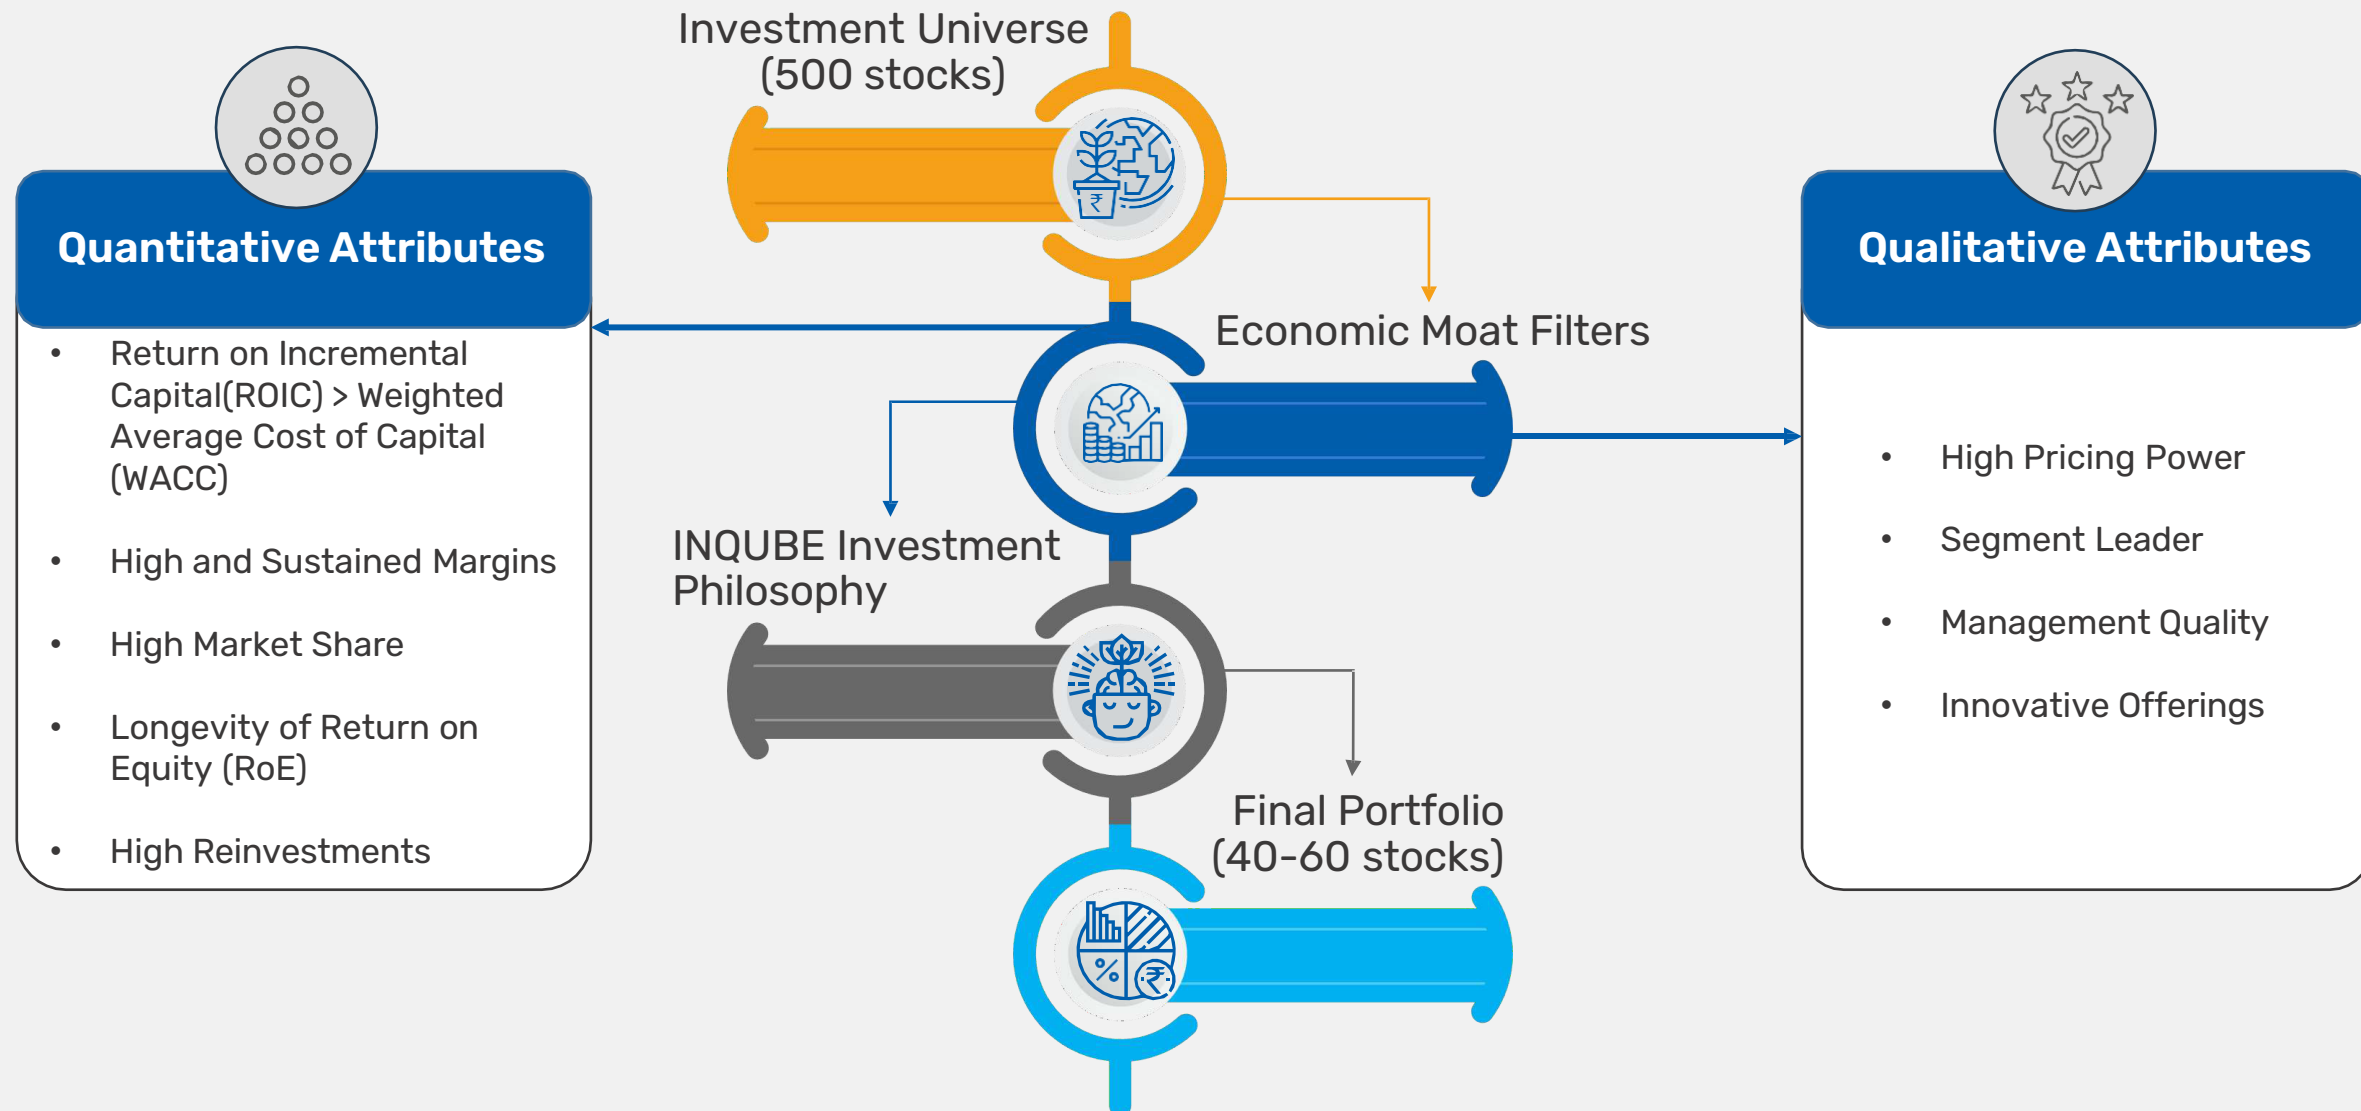 Investment Universe
(500 stocks)
Quantitative Attributes
• Return on Incremental
Capital(ROIC) > Weighted
Average Cost of Capital
(WACC)
• High and Sustained Margins
• High Market Share
• Longevity of Return on
Equity (RoE)
• High Reinvestments
₹
Economic Moat Filters
INQUBE Investment
Philosophy
Final Portfolio
(40-60 stocks)
%
₹
Qualitative Attributes
• High Pricing Power
• Segment Leader
• Management Quality
• Innovative Offerings